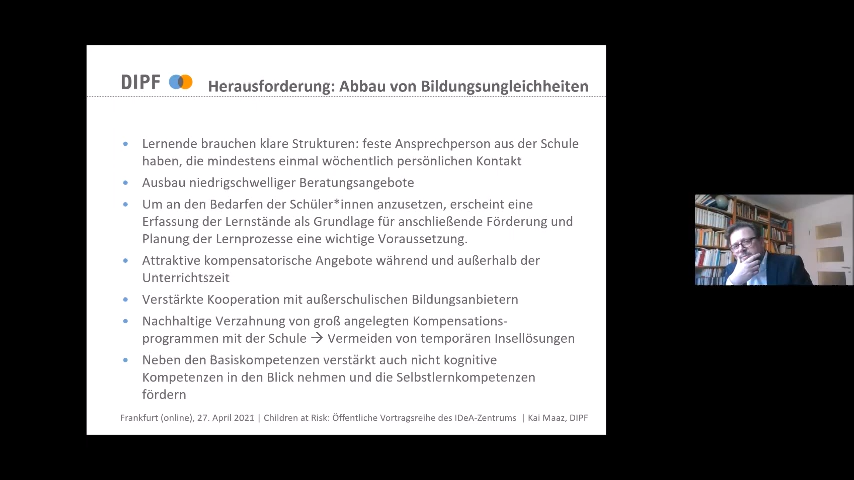 DIPF
Herausforderung: Abbau von Bildungsungleichheiten
• Lernende brauchen klare Strukturen: feste Ansprechperson aus der Schule
haben, die mindestens einmal wöchentlich persönlichen Kontakt
• Ausbau niedrigschwelliger Beratungsangebote
• Um an den Bedarfen der Schüler*innen anzusetzen, erscheint eine
Erfassung der Lernstände als Grundlage für anschließende Förderung und
Planung der Lernprozesse eine wichtige Voraussetzung.
• Attraktive kompensatorische Angebote während und außerhalb der
Unterrichtszeit
• Verstärkte Kooperation mit außerschulischen Bildungsanbietern
• Nachhaltige Verzahnung von groß angelegten Kompensations-
programmen mit der Schule → Vermeiden von temporären Insellösungen
• Neben den Basiskompetenzen verstärkt auch nicht kognitive
Kompetenzen in den Blick nehmen und die Selbstlernkompetenzen
fördern
Frankfurt (online), 27. April 2021 | Children at Risk: Öffentliche Vortragsreihe des IDeA-Zentrums | Kai Maaz, DIPF